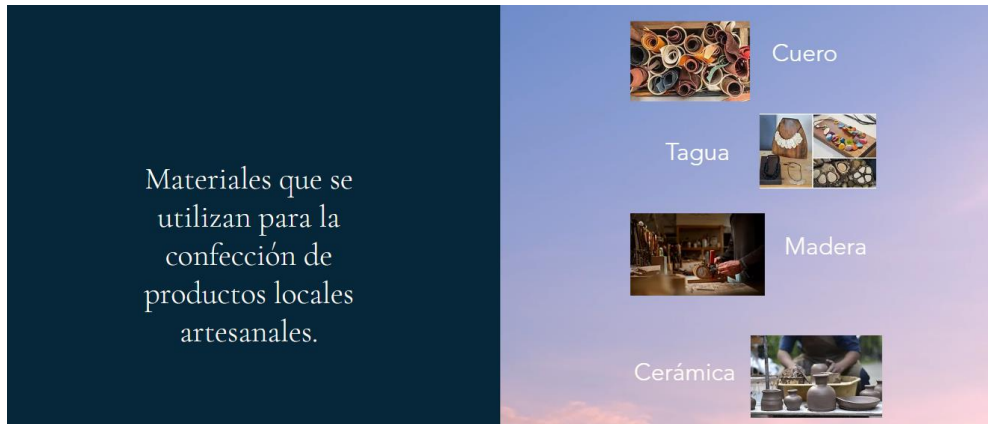 Materiales que se
utilizan para la
confección de
productos locales
artesanales.
Cuero
Tagua
Madera
Cerámica